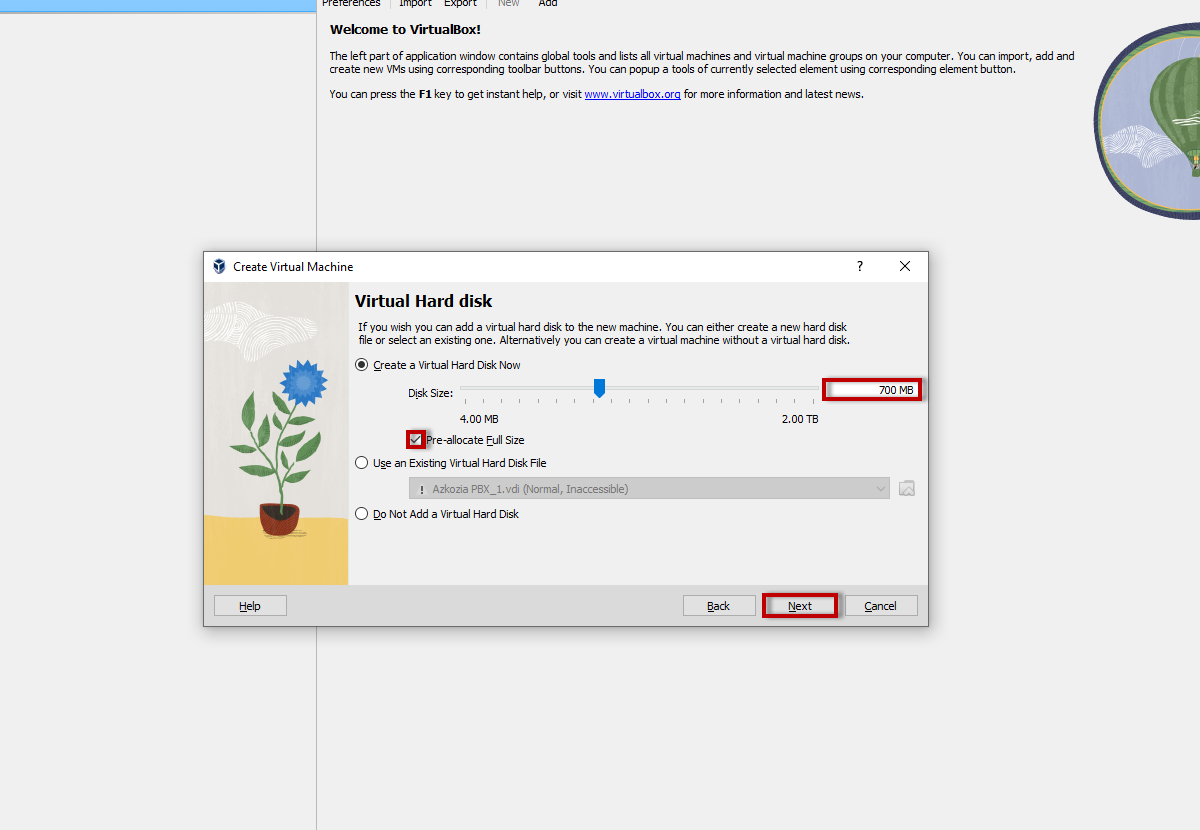 Preferences Import Export New Add
Welcome to VirtualBox!
The left part of application window contains global tools and lists all virtual machines and virtual machine groups on your computer. You can import, add and
create new VMs using corresponding toolbar buttons. You can popup a tools of currently selected element using corresponding element button.
You can press the F1 key to get instant help, or visit www.virtualbox.org for more information and latest news.
Create Virtual Machine ?
Virtual Hard disk
If you wish you can add a virtual hard disk to the new machine. You can either create a new hard disk
file or select an existing one. Alternatively you can create a virtual machine without a virtual hard disk.
Create a Virtual Hard Disk Now
Disk Size: 700 MB
4.00 MB 2.00 TB
Pre-allocate Full Size
Use an Existing Virtual Hard Disk File
Azkozia PBX_1.vdi (Normal, Inaccessible)
Do Not Add a Virtual Hard Disk
Help Back Next Cancel